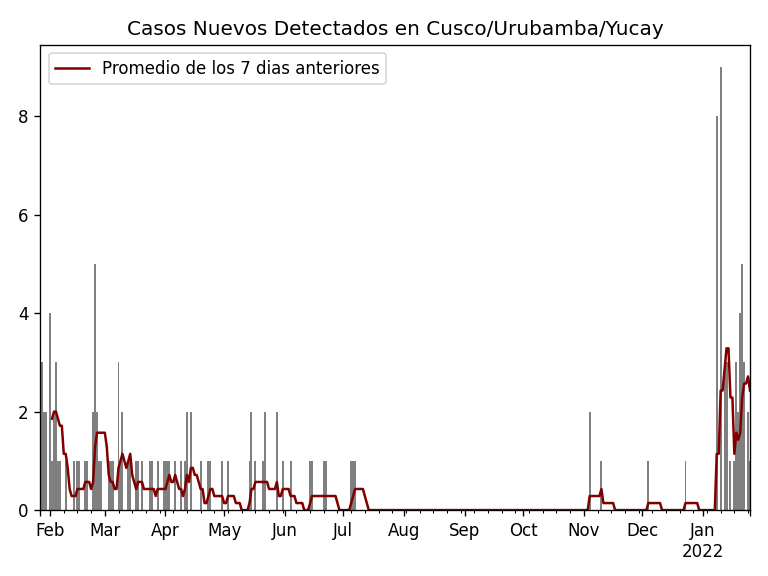 Casos Nuevos Detectados en Cusco/Urubamba/Yucay
Promedio de los 7 dias anteriores
8
6
4
2
0
Feb Mar Apr May Jun Jul Aug Sep Oct Nov Dec Jan
2022